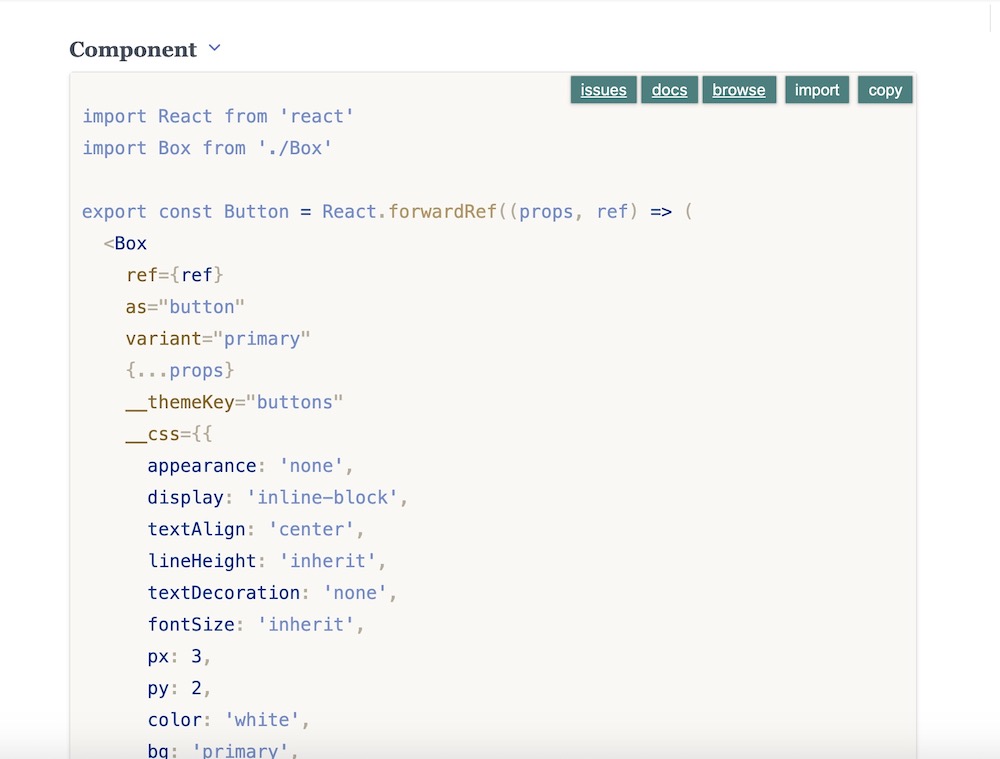 Component
issues docs browse import copy
import React from 'react'
import Box from './Box'
export const Button = React.forwardRef((props, ref) => (
<Box
ref={ref}
as="button"
variant="primary"
{...props}
__themeKey="buttons"
__css={{
appearance: 'none',
display: 'inline-block',
textAlign: 'center',
lineHeight: 'inherit',
textDecoration: 'none',
fontSize: 'inherit',
px: 3,
py: 2,
color: 'white',
bg: 'primary',